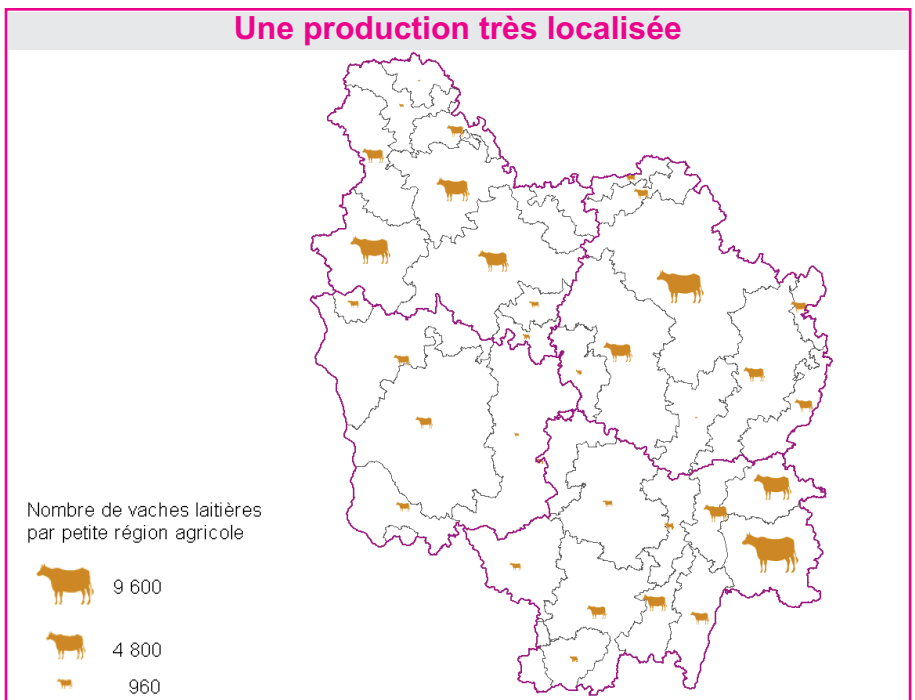 Une production très localisée
Nombre de vaches laitières
par petite région agricole
9 600
4 800
960